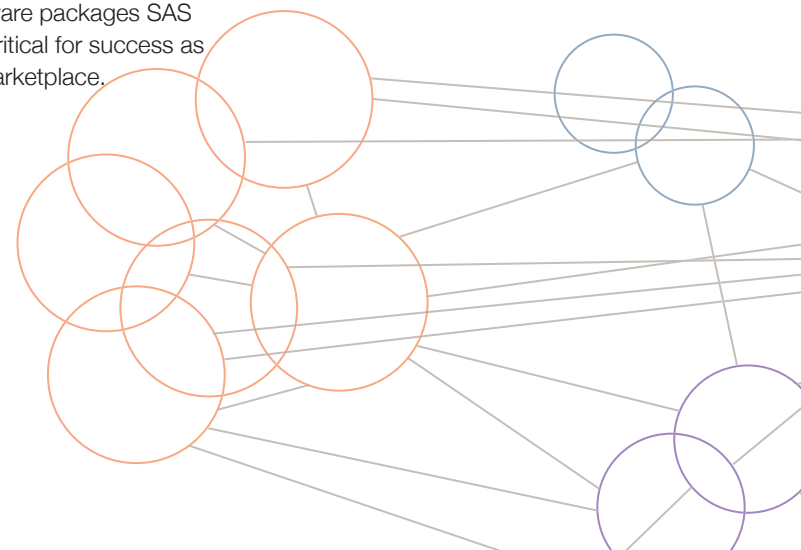 are packages SAS
ritical for success as
arketplace.